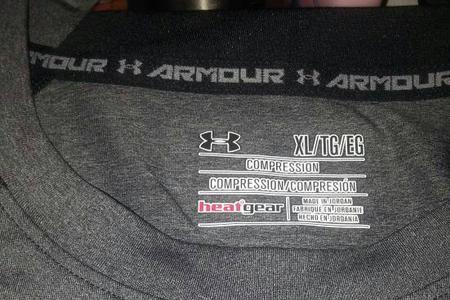 ARMOUR ARMOUR ARMOUR
XL/TG/EG
COMPRESSION
COMPRESSION/COMPRESIÓN
heatgear
MADE IN JORDAN
FABRIQUÉ EN JORDANIE
HECHO EN JORDANIA